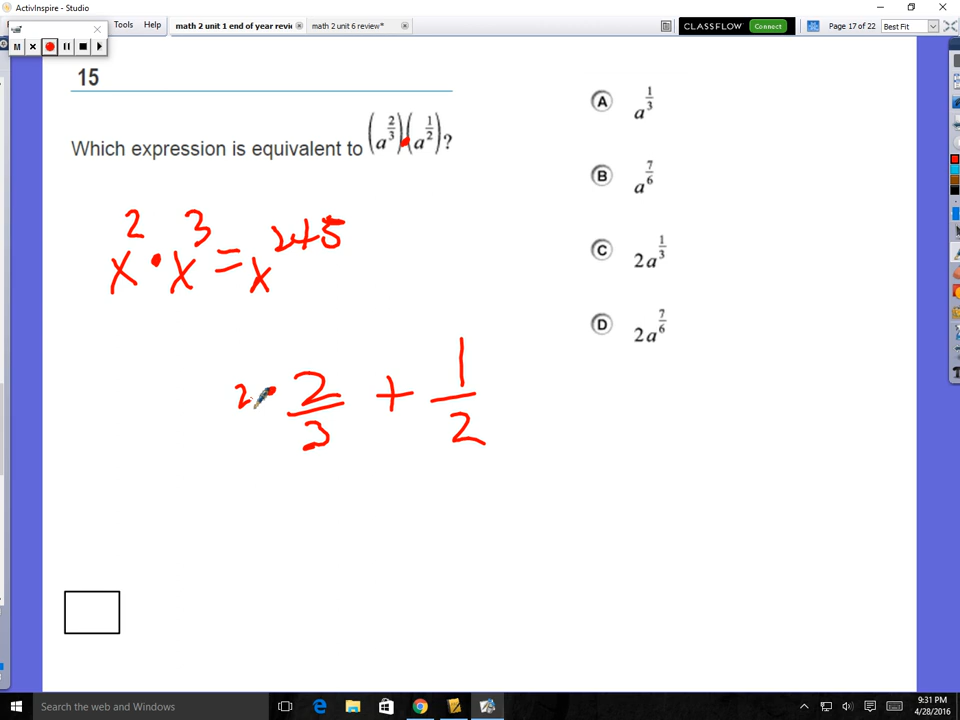 ActivInspire - Studio
Tools Help math 2 unit 1 end of year revie math 2 unit 6 review* CLASSFLOW Connect Page 17 of 22 Best Fit
M
15
Which expression is equivalent to (a^(2/3))·(a^(1/2))?
A a^(1/3)
B a^(7/6)
C 2a^(1/3)
D 2a^(7/6)
x^2 · x^3 = x^(2+5)
2· 2/3 + 1/2
Search the web and Windows
9:31 PM
4/28/2016